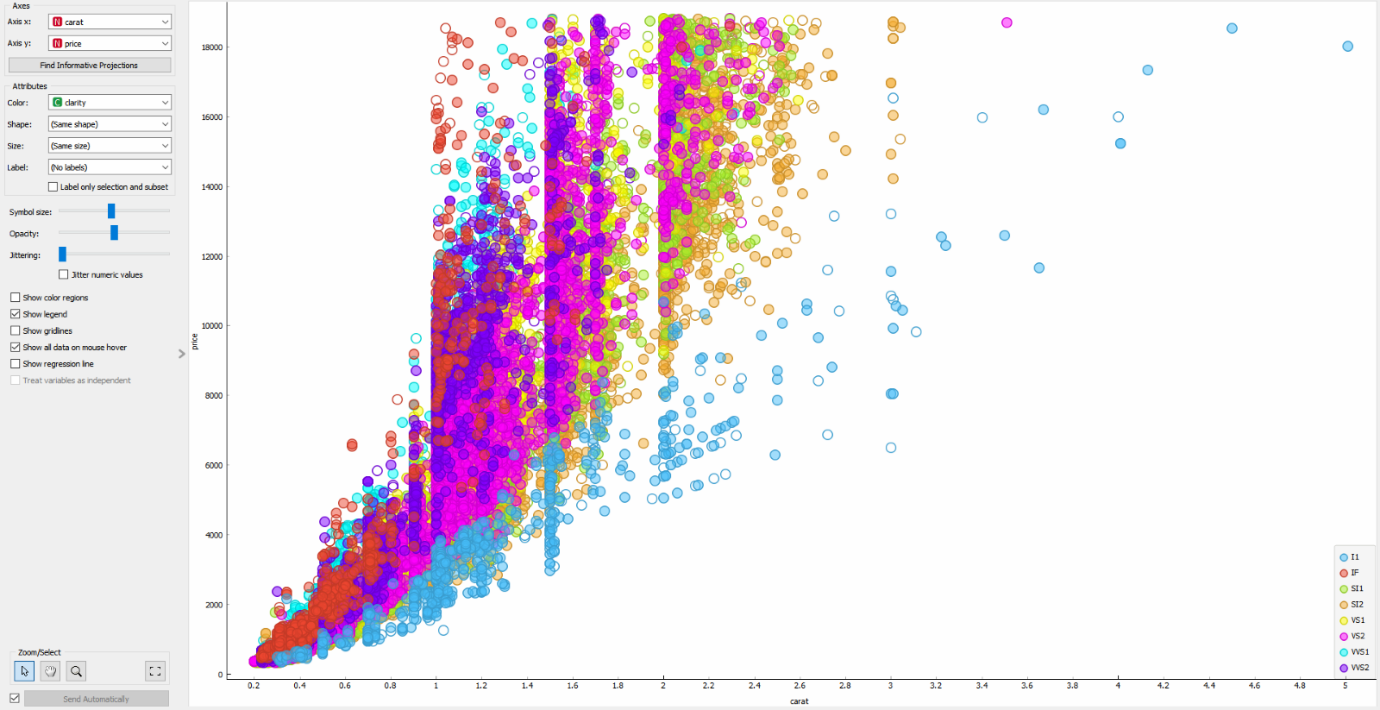 Axes
Axis x: N carat
Axis y: N price
Find Informative Projections
Attributes
Color: C clarity
Shape: (Same shape)
Size: (Same size)
Label: (No labels)
Label only selection and subset
Symbol size:
Opacity:
Jittering:
Jitter numeric values
Show color regions
Show legend
Show gridlines
Show all data on mouse hover
Show regression line
Treat variables as independent
Zoom/Select
Send Automatically
price
18000
16000
14000
12000
10000
8000
6000
4000
2000
0
0.2 0.4 0.6 0.8 1 1.2 1.4 1.6 1.8 2 2.2 2.4 2.6 2.8 3 3.2 3.4 3.6 3.8 4 4.2 4.4 4.6 4.8 5
carat
I1
IF
SI1
SI2
VS1
VS2
VVS1
VVS2